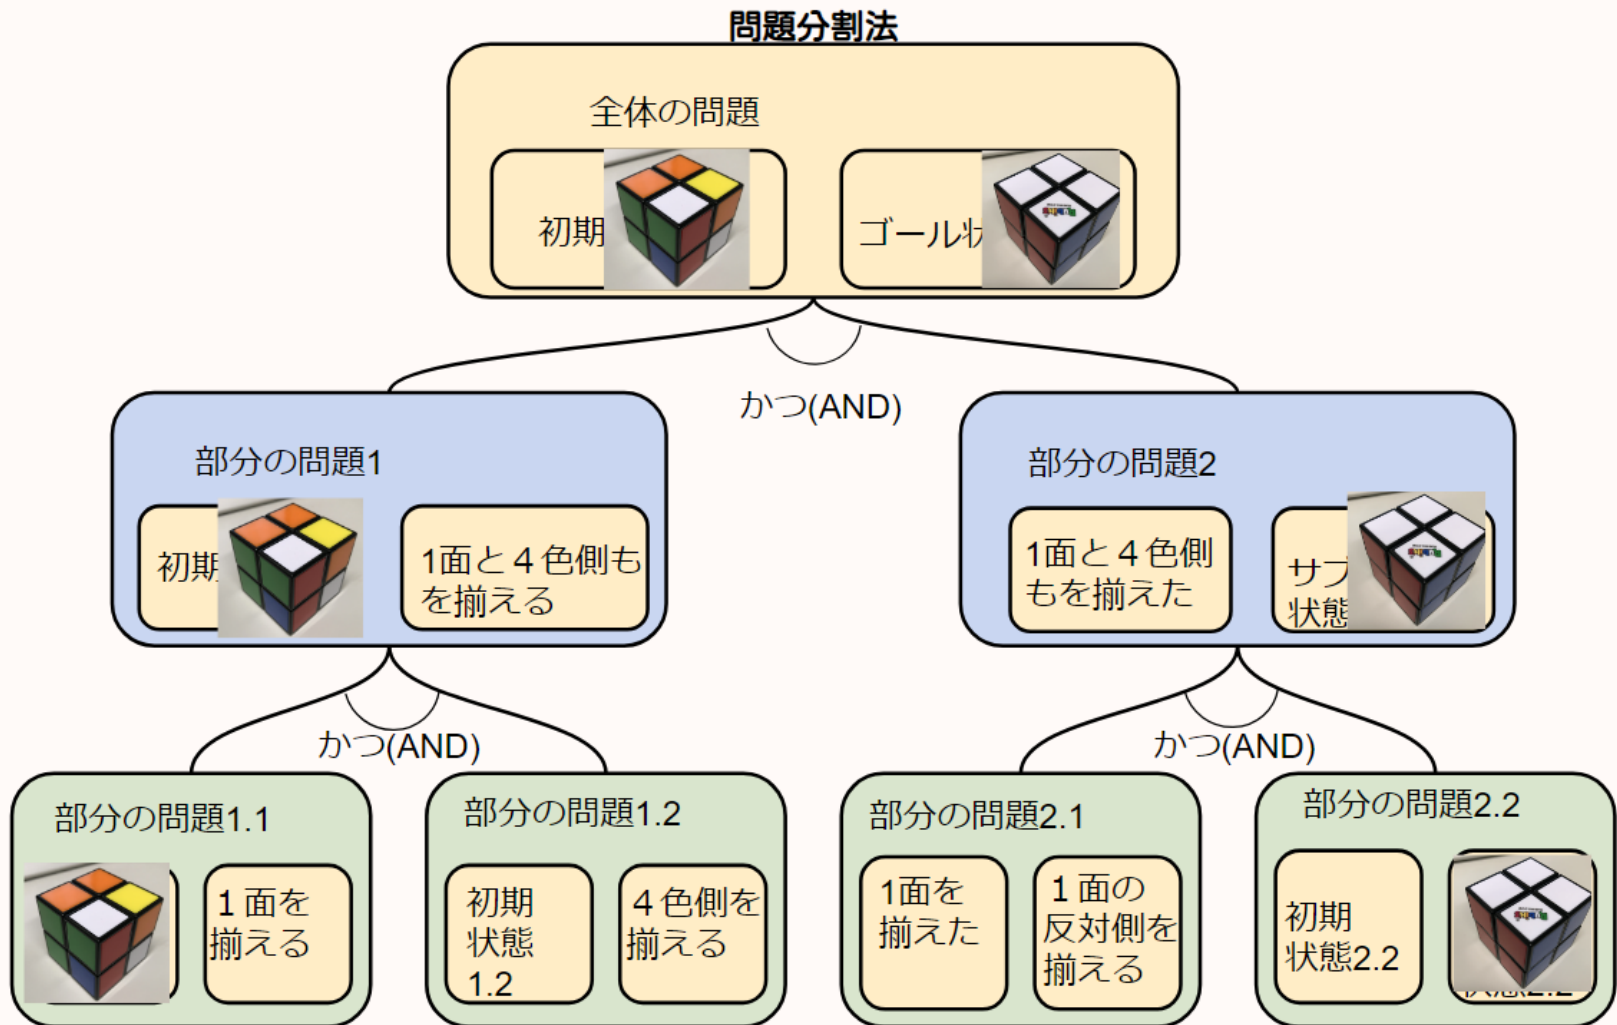 問題分割法
全体の問題
初期
ゴール状
かつ(AND)
部分の問題1
初期
1面と４色側も
を揃える
部分の問題2
1面と４色側
もを揃えた
サブ
状態
かつ(AND)
かつ(AND)
部分の問題1.1
１面を
揃える
部分の問題1.2
初期
状態
1.2
４色側を
揃える
部分の問題2.1
1面を
揃えた
１面の
反対側を
揃える
部分の問題2.2
初期
状態2.2